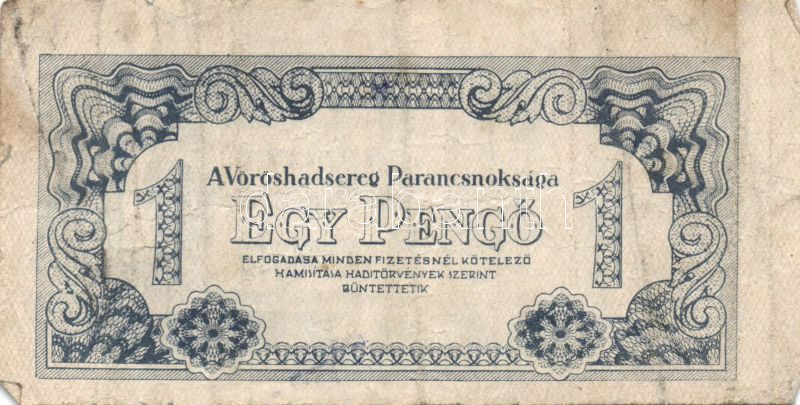 A Vöröshadsereg Parancsnoksága
1 EGY PENGŐ 1
ELFOGADÁSA MINDEN FIZETÉSNÉL KÖTELEZŐ
HAMISÍTÁSA HADITÖRVÉNYEK SZERINT
BÜNTETTETIK